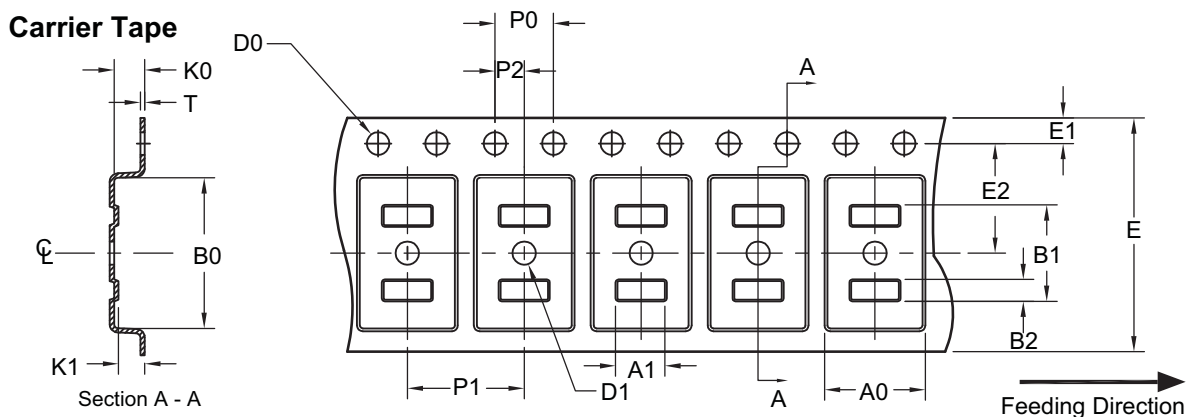 Carrier Tape
P0
D0
K0
P2
A
T
E1
E2
E
℄
B0
B1
B2
K1
A1
P1
D1
A
A0
Section A - A
Feeding Direction